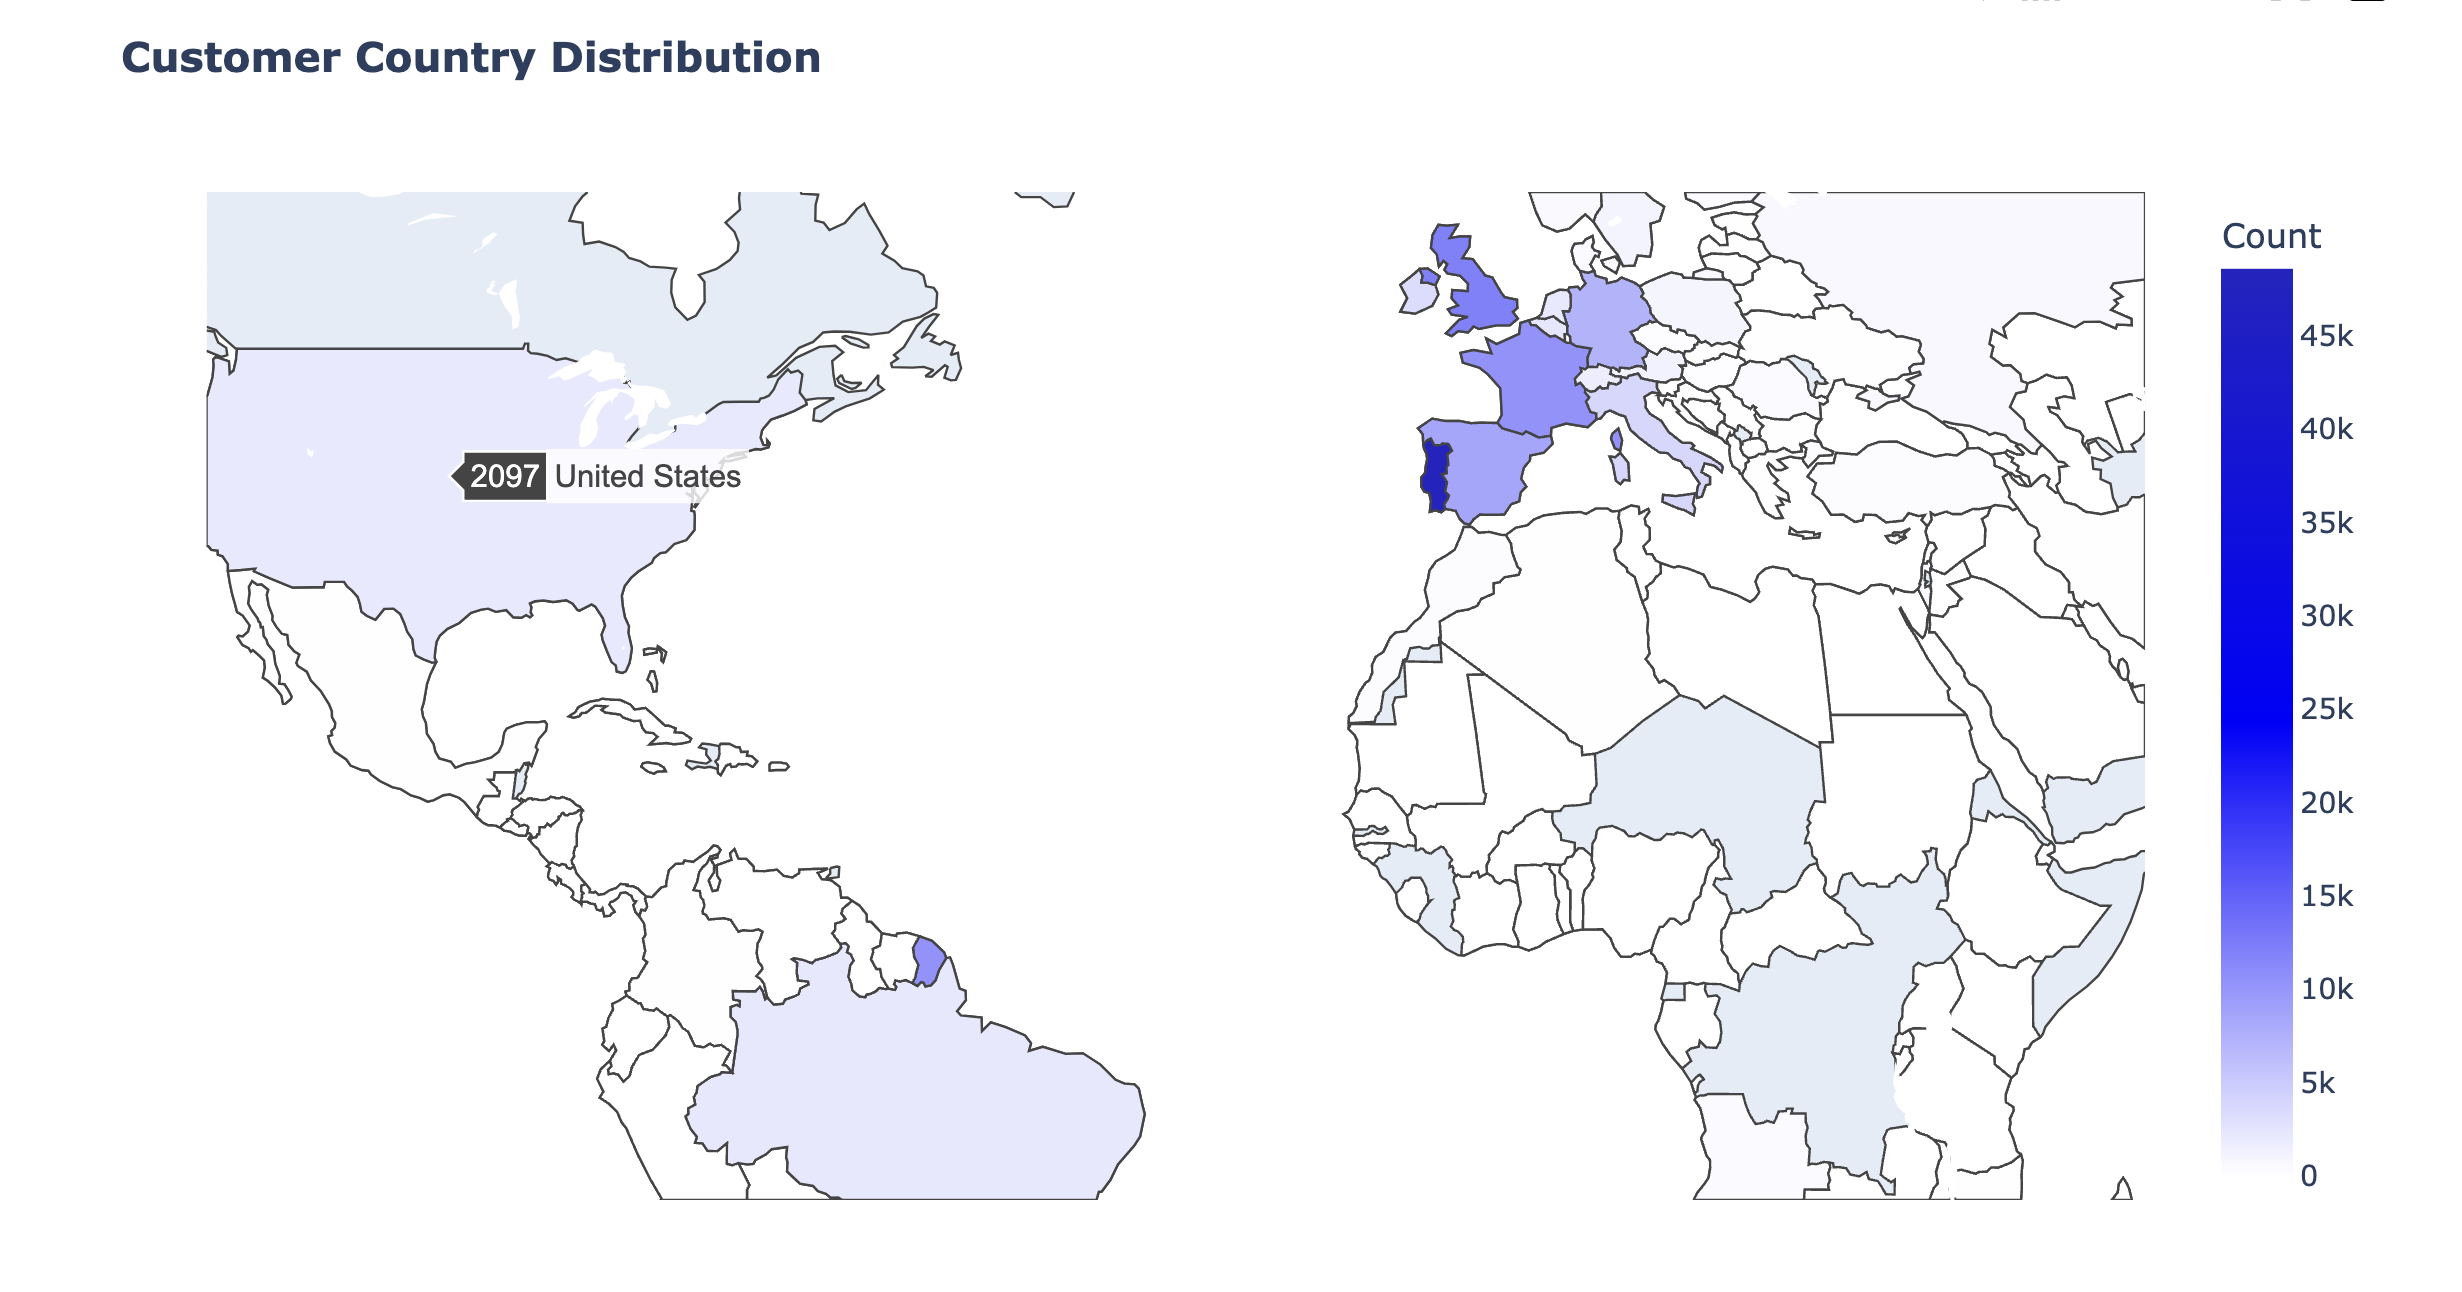 Customer Country Distribution
Count
45k
40k
35k
30k
25k
20k
15k
10k
5k
0
2097 United States